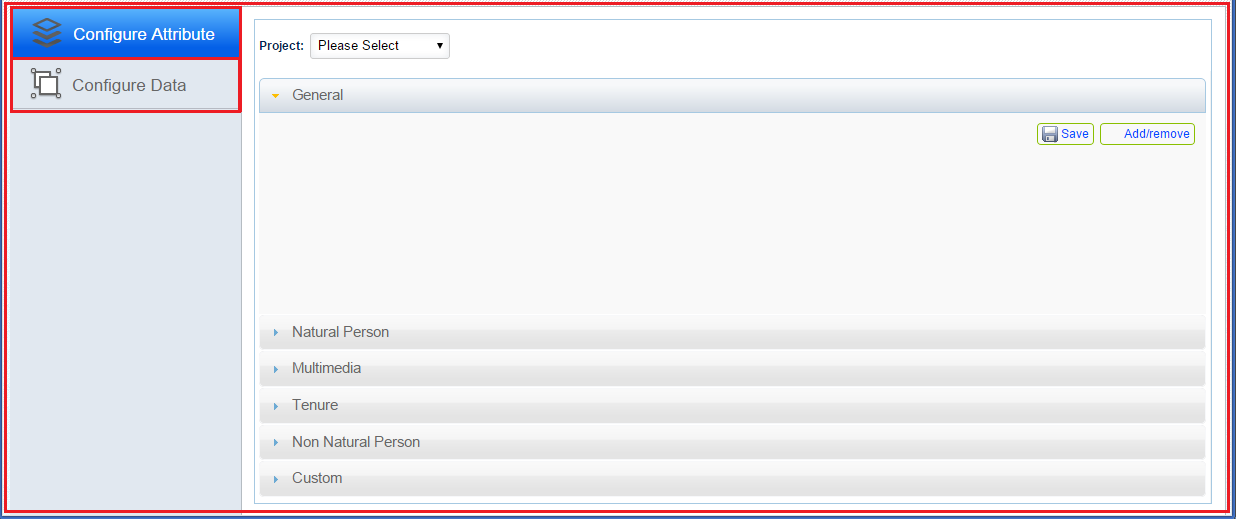 Configure Attribute
Configure Data
Project: Please Select
General
Save Add/remove
Natural Person
Multimedia
Tenure
Non Natural Person
Custom